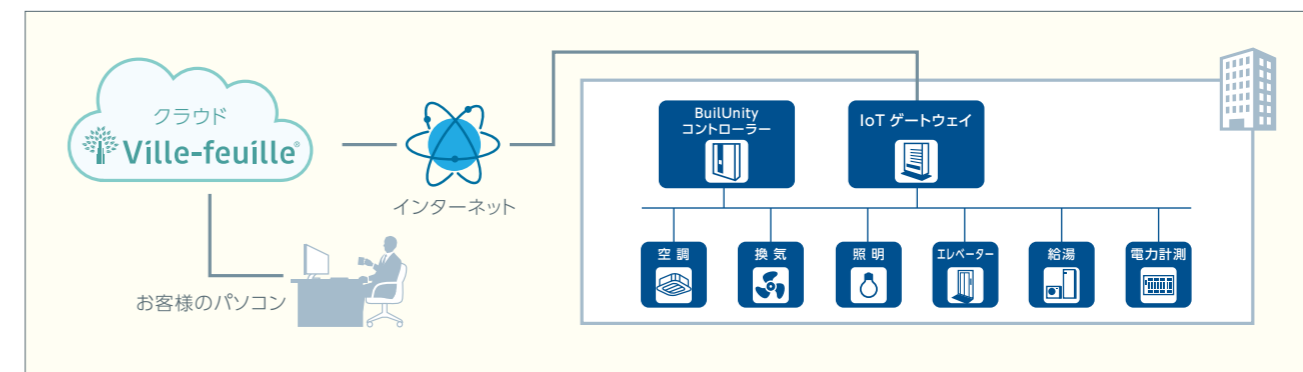 クラウド
Ville-feuille®
インターネット
お客様のパソコン
BuilUnity
コントローラー
IoT ゲートウェイ
空調
換気
照明
エレベーター
給湯
電力計測